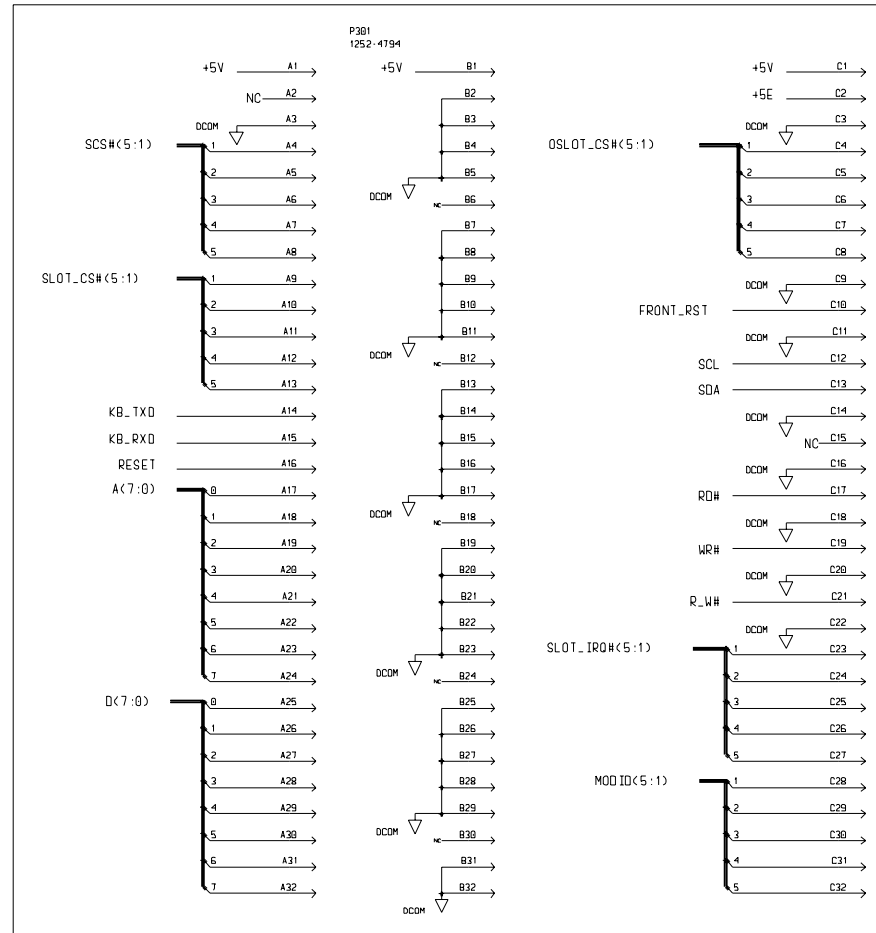 P301
1252-4794
+5V A1
NC A2
DCOM A3
SCS#(5:1) 1 A4
2 A5
3 A6
4 A7
5 A8
SLOT_CS#(5:1) 1 A9
2 A10
3 A11
4 A12
5 A13
KB_TXD A14
KB_RXD A15
RESET A16
A(7:0) 0 A17
1 A18
2 A19
3 A20
4 A21
5 A22
6 A23
7 A24
D(7:0) 0 A25
1 A26
2 A27
3 A28
4 A29
5 A30
6 A31
7 A32
+5V B1
B2
B3
B4
DCOM B5
NC B6
B7
B8
B9
B10
DCOM B11
NC B12
B13
B14
B15
B16
DCOM B17
NC B18
B19
B20
B21
B22
DCOM B23
NC B24
B25
B26
B27
B28
DCOM B29
NC B30
B31
DCOM B32
+5V C1
+5E C2
DCOM C3
OSLOT_CS#(5:1) 1 C4
2 C5
3 C6
4 C7
5 C8
DCOM C9
FRONT_RST C10
DCOM C11
SCL C12
SDA C13
DCOM C14
NC C15
DCOM C16
RD# C17
DCOM C18
WR# C19
DCOM C20
R_W# C21
DCOM C22
SLOT_IRQ#(5:1) 1 C23
2 C24
3 C25
4 C26
5 C27
MODID(5:1) 1 C28
2 C29
3 C30
4 C31
5 C32